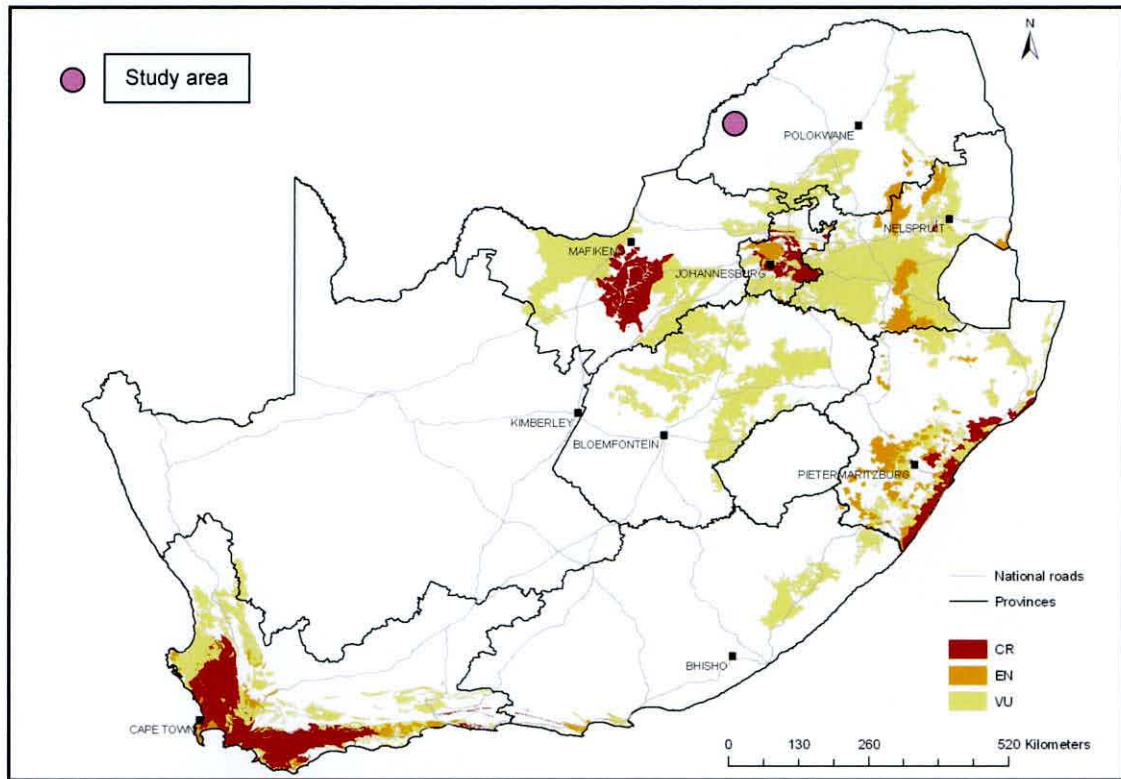 N
Study area
POLOKWANE
NELSPRUIT
MAFIKENG
JOHANNESBURG
KIMBERLEY
BLOEMFONTEIN
PIETERMARITZBURG
National roads
Provinces
CR
BHISHO
EN
VU
CAPE TOWN
0 130 260 520 Kilometers